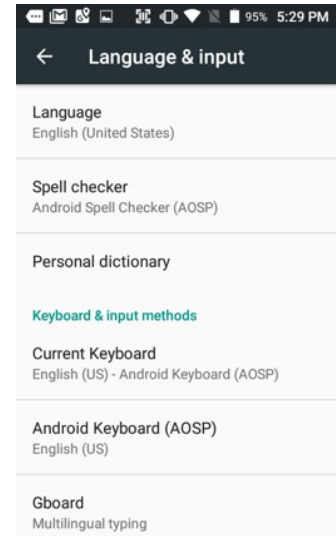 95% 5:29 PM
Language & input
Language
English (United States)
Spell checker
Android Spell Checker (AOSP)
Personal dictionary
Keyboard & input methods
Current Keyboard
English (US) - Android Keyboard (AOSP)
Android Keyboard (AOSP)
English (US)
Gboard
Multilingual typing